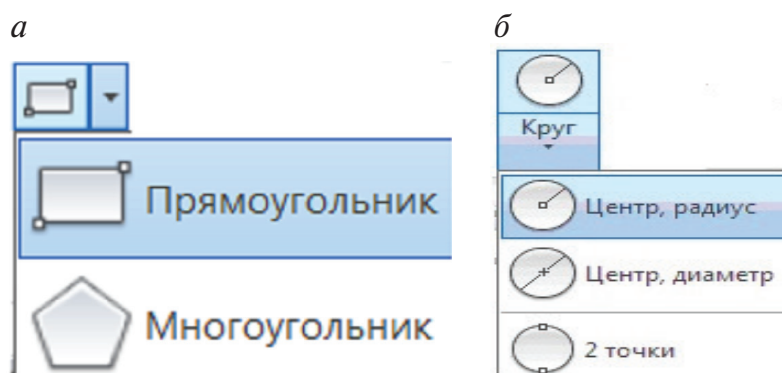 а
б
Прямоугольник
Многоугольник
Круг
Центр, радиус
Центр, диаметр
2 точки